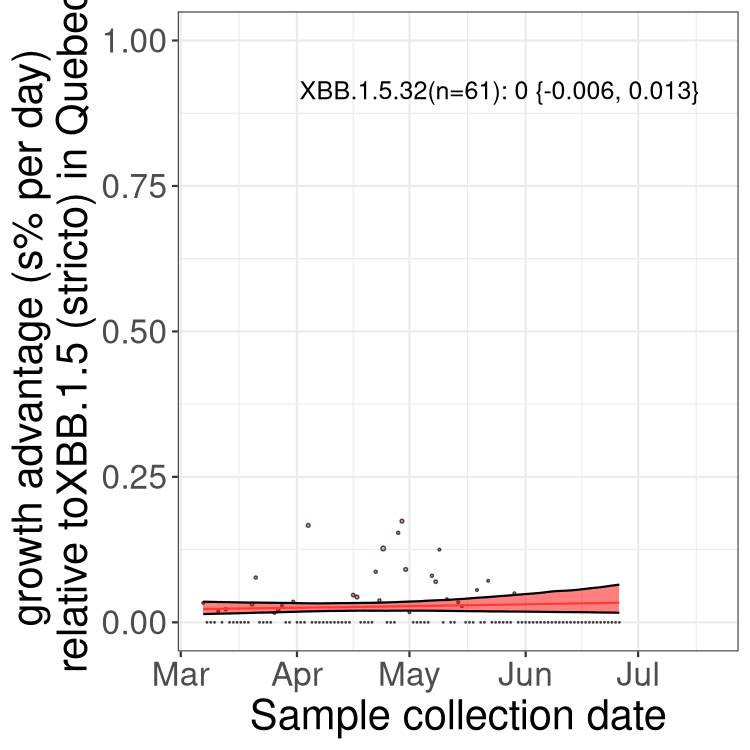 growth advantage (s% per day)
relative toXBB.1.5 (stricto) in Quebec
1.00
0.75
0.50
0.25
0.00
XBB.1.5.32(n=61): 0 {-0.006, 0.013}
Mar
Apr
May
Jun
Jul
Sample collection date